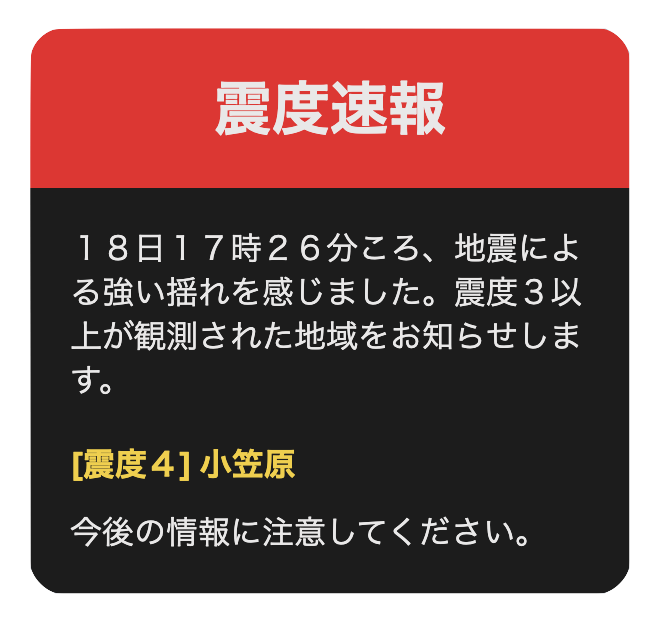 震度速報
１８日１７時２６分ころ、地震によ
る強い揺れを感じました。震度３以
上が観測された地域をお知らせしま
す。
[震度４] 小笠原
今後の情報に注意してください。